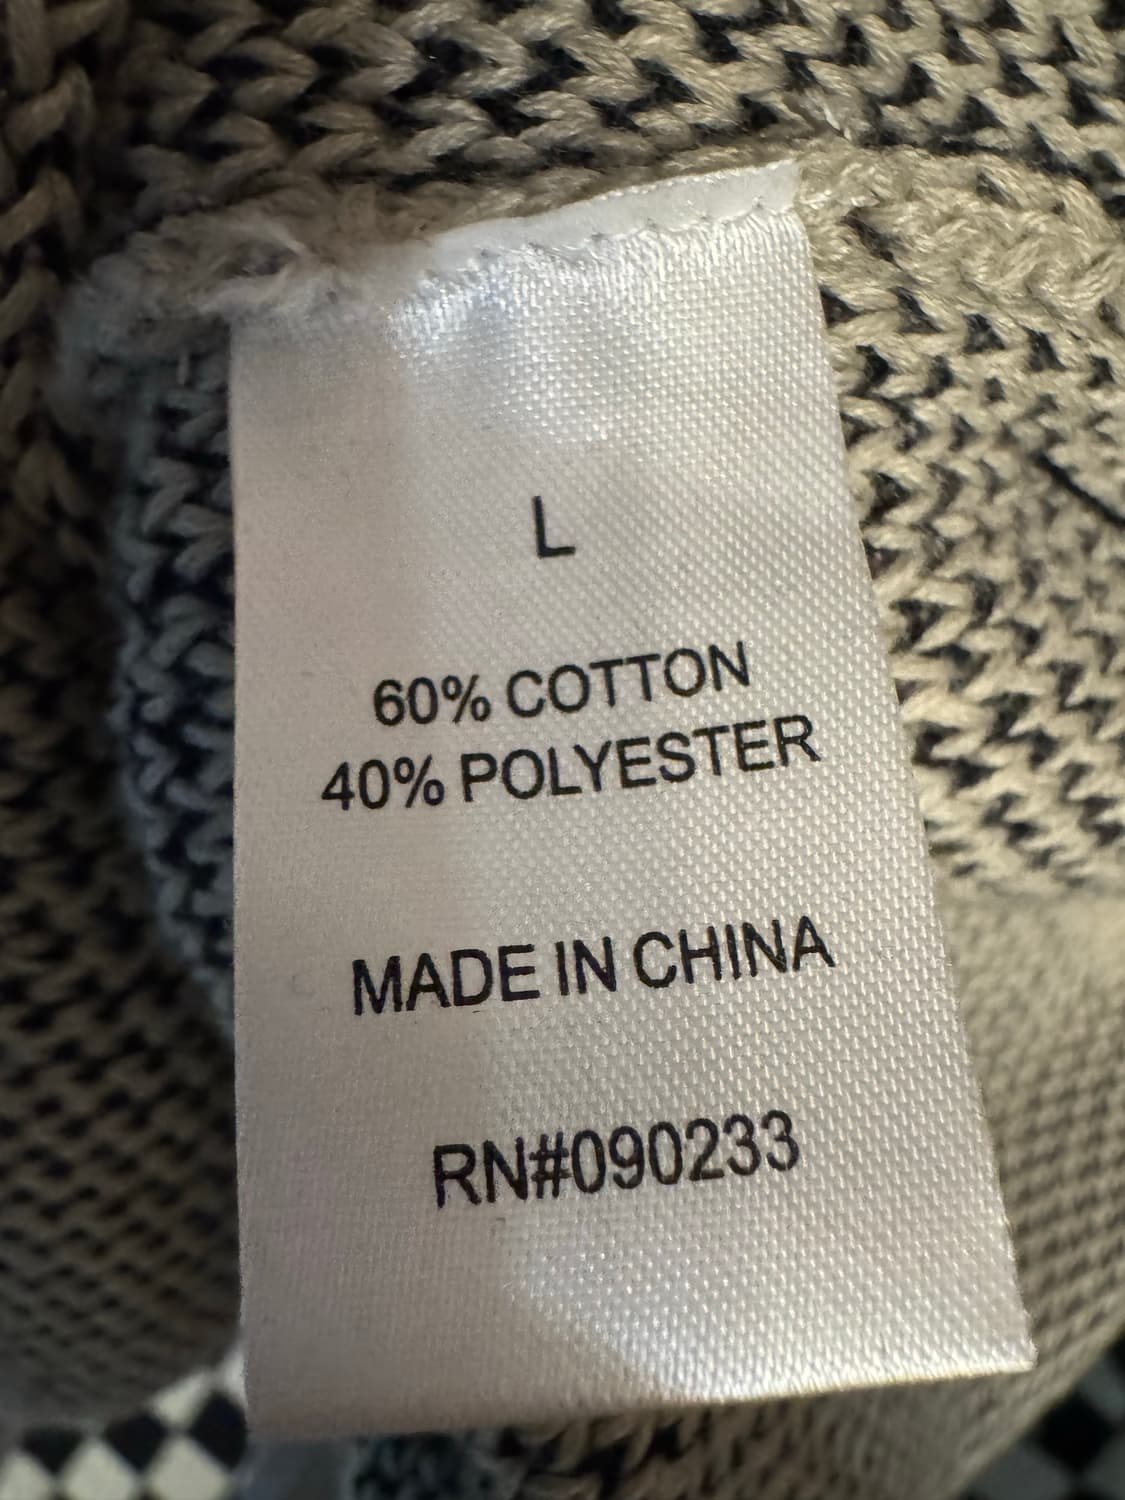 L
60% COTTON
40% POLYESTER
MADE IN CHINA
RN#090233